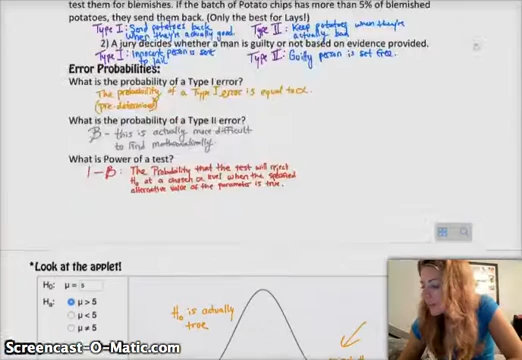 test them for blemishes. If the batch of Potato chips has more than 5% of blemished
potatoes, they send them back. (Only the best for Lays!)
Type I: Send potatoes back when they're actually good.
Type II: Keep potatoes when they're actually bad
2) A jury decides whether a man is guilty or not based on evidence provided.
Type I: Innocent person is sent to jail
Type II: Guilty person is set free.
Error Probabilities:
What is the probability of a Type I error?
The probability of a Type I error is equal to α.
(Pre-determined)
What is the probability of a Type II error?
β - this is actually more difficult
to find mathematically.
What is Power of a test?
1-β: The Probability that the test will reject
H₀ at a chosen α level when the specified
alternative value of the parameter is true.
*Look at the applet!
H₀: μ = 5
Hₐ: μ > 5
μ < 5
μ ≠ 5
H₀ is actually
true.
Screencast-O-Matic.com